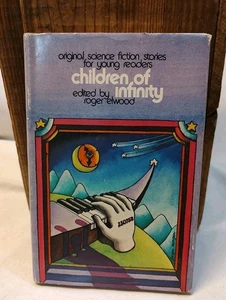 original science fiction stories
for young readers
children of
infinity
edited by
roger elwood